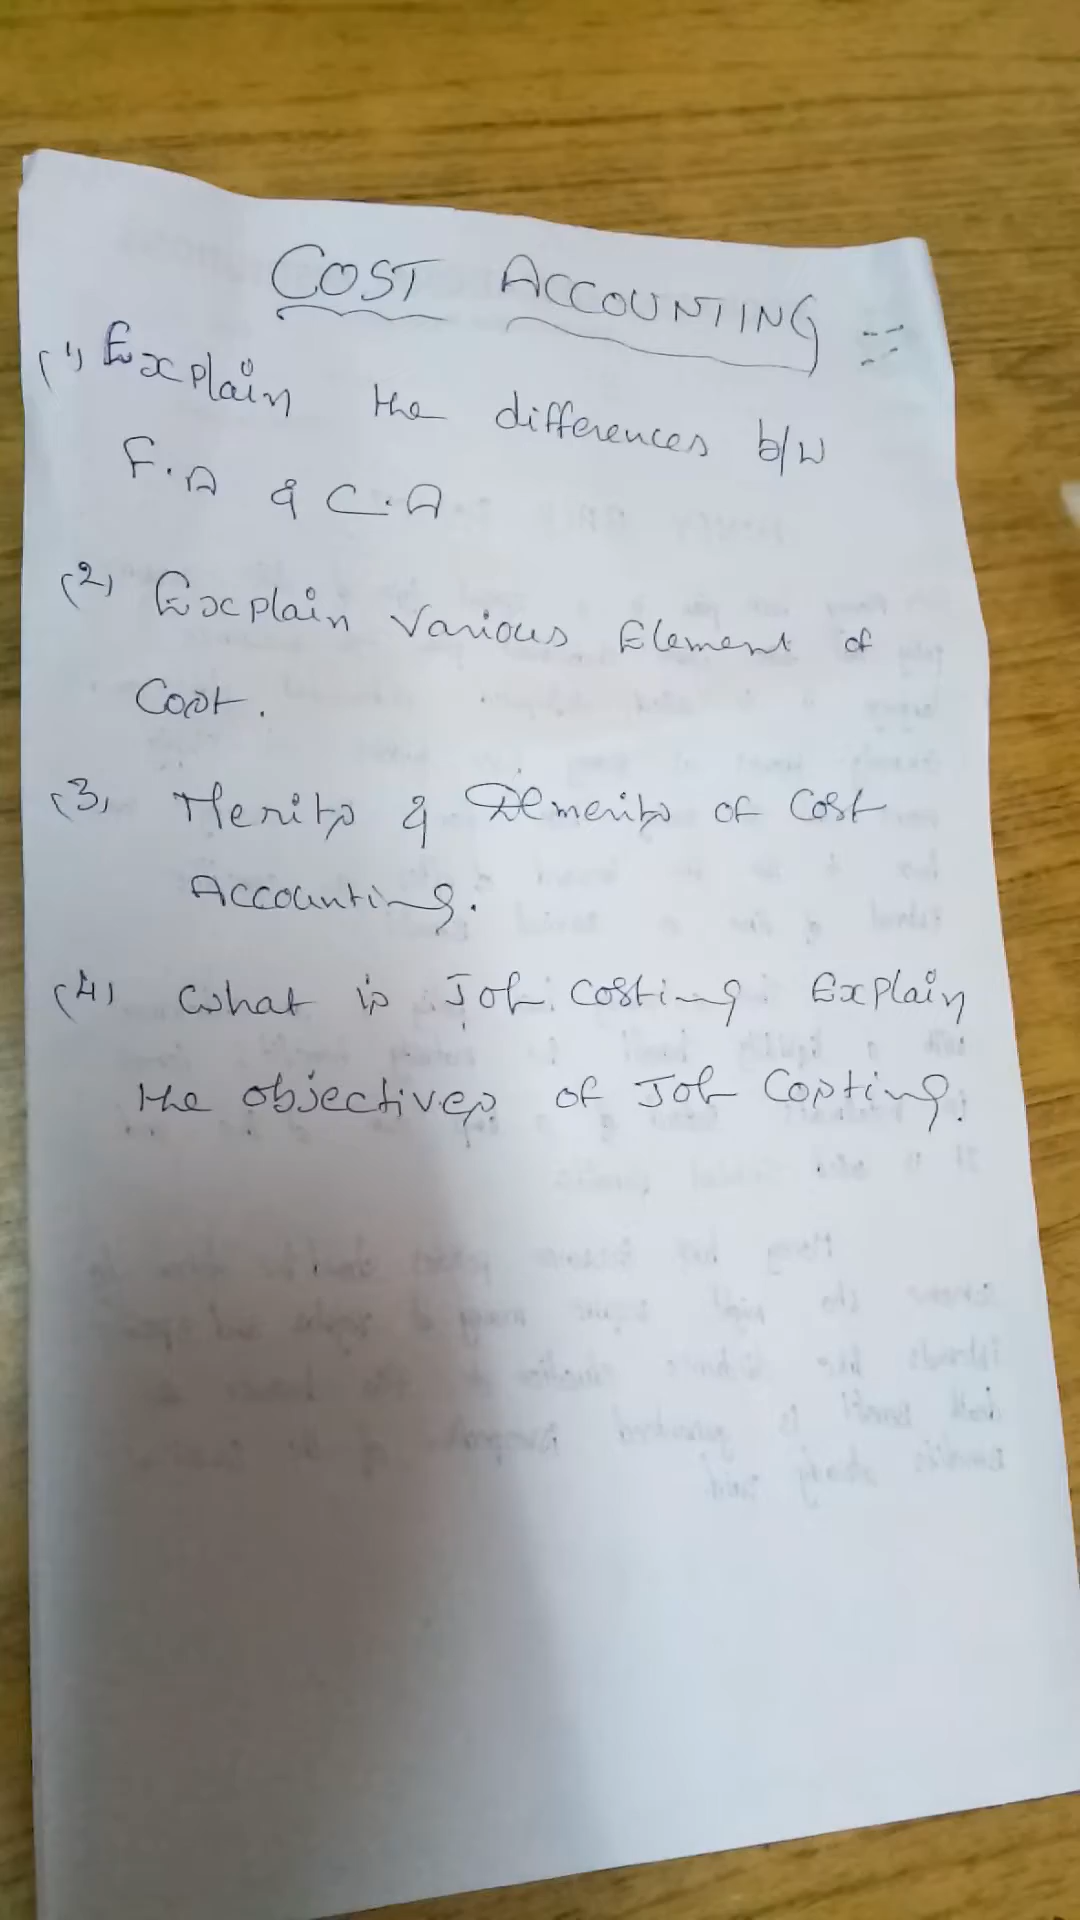 COST ACCOUNTING :-
(1) Explain the differences b/w
F.A & C.A
(2) Explain Various Element of
Cost.
(3) Merits & Demerits of Cost
Accounting.
(4) What is Job Costing Explain
the objectives of Job Costing.